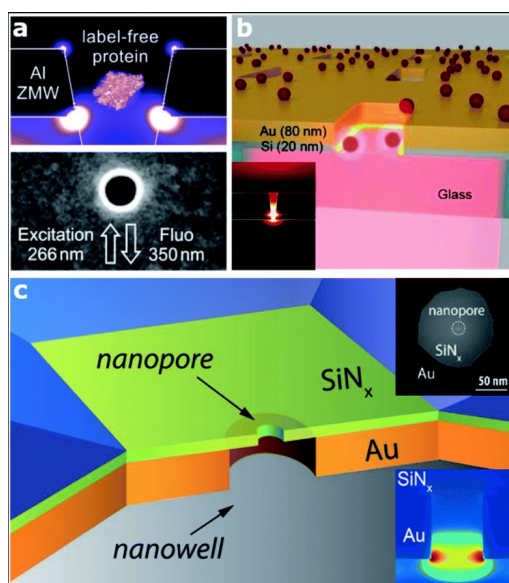 a
label-free
protein
Al
ZMW
Excitation
266 nm
Fluo
350 nm
b
Au (80 nm)
Si (20 nm)
Glass
c
nanopore
SiNx
Au
nanowell
nanopore
SiNx
Au
50 nm
SiNx
Au